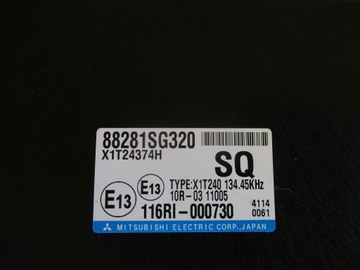 88281SG320
X1T24374H
SQ
E13 E13
TYPE:X1T240 134.45KHz
10R-03 11005
116RI-000730
4114
0061
MITSUBISHI ELECTRIC CORP., JAPAN